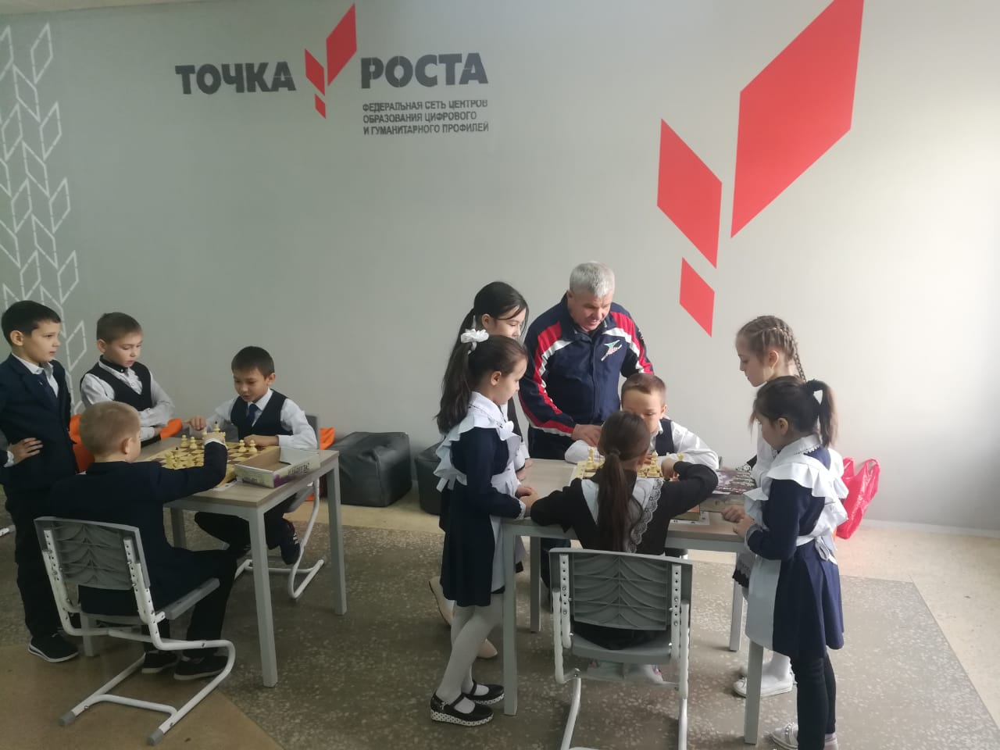 ТОЧКА РОСТА
ФЕДЕРАЛЬНАЯ СЕТЬ ЦЕНТРОВ
ОБРАЗОВАНИЯ ЦИФРОВОГО
И ГУМАНИТАРНОГО ПРОФИЛЕЙ